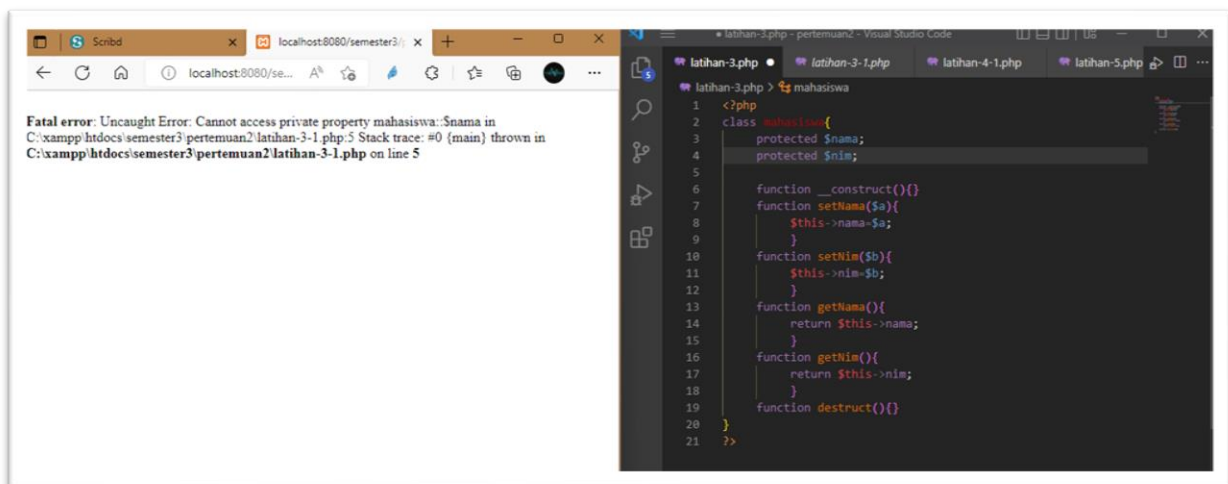 Scribd
localhost:8080/semester3/p
localhost:8080/se...
Fatal error: Uncaught Error: Cannot access private property mahasiswa::$nama in
C:\xampp\htdocs\semester3\pertemuan2\latihan-3-1.php:5 Stack trace: #0 {main} thrown in
C:\xampp\htdocs\semester3\pertemuan2\latihan-3-1.php on line 5
● latihan-3.php - pertemuan2 - Visual Studio Code
latihan-3.php ● latihan-3-1.php latihan-4-1.php latihan-5.php
latihan-3.php > mahasiswa
5
1 <?php
2 class mahasiswa{
3 protected $nama;
4 protected $nim;
5
6 function __construct(){}
7 function setNama($a){
8 $this->nama=$a;
9 }
10 function setNim($b){
11 $this->nim=$b;
12 }
13 function getNama(){
14 return $this->nama;
15 }
16 function getNim(){
17 return $this->nim;
18 }
19 function destruct(){}
20 }
21 ?>